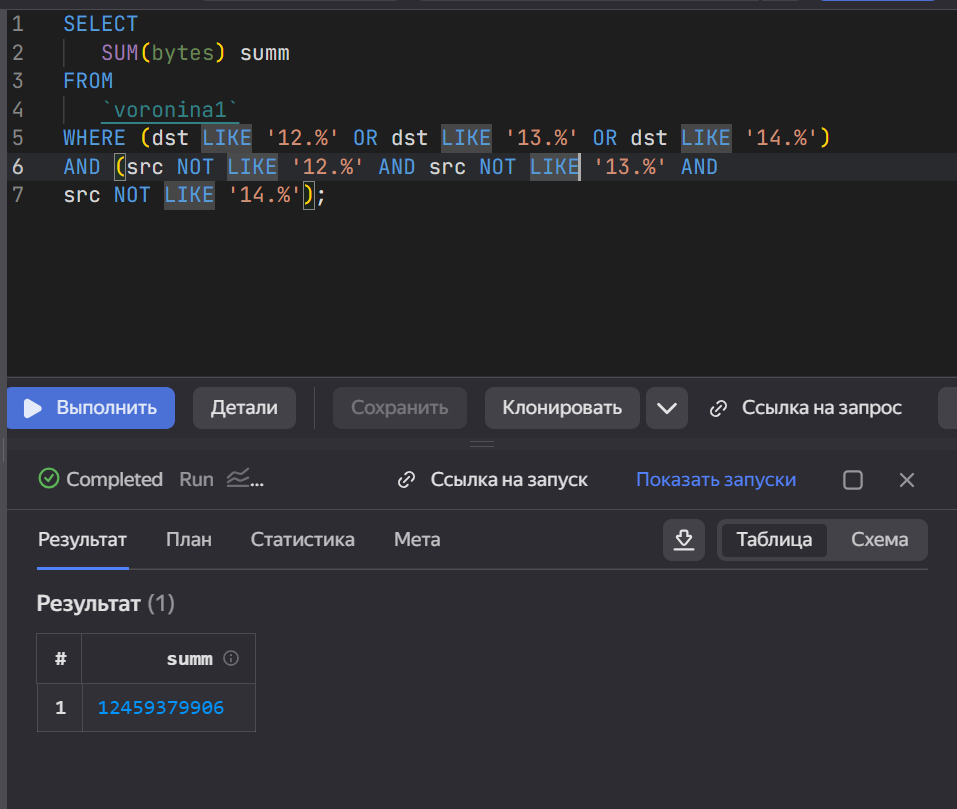 1 SELECT
2 SUM(bytes) summ
3 FROM
4 `voronina1`
5 WHERE (dst LIKE '12.%' OR dst LIKE '13.%' OR dst LIKE '14.%')
6 AND (src NOT LIKE '12.%' AND src NOT LIKE '13.%' AND
7 src NOT LIKE '14.%');
Выполнить Детали Сохранить Клонировать Ссылка на запрос
Completed Run ... Ссылка на запуск Показать запуски
Результат План Статистика Мета Таблица Схема
Результат (1)
# summ
1 12459379906